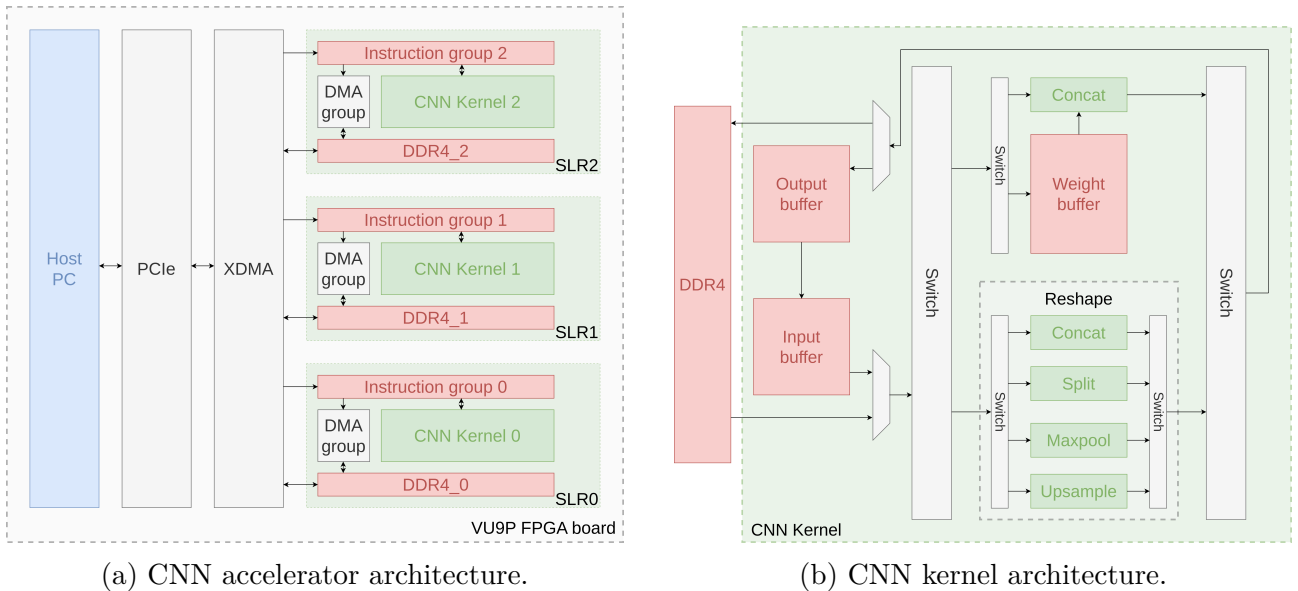 Host
PC
PCIe
XDMA
Instruction group 2
DMA
group
CNN Kernel 2
DDR4_2
SLR2
Instruction group 1
DMA
group
CNN Kernel 1
DDR4_1
SLR1
Instruction group 0
DMA
group
CNN Kernel 0
DDR4_0
SLR0
VU9P FPGA board
(a) CNN accelerator architecture.
DDR4
Output
buffer
Input
buffer
Switch
Switch
Concat
Weight
buffer
Reshape
Switch
Concat
Split
Maxpool
Upsample
Switch
Switch
CNN Kernel
(b) CNN kernel architecture.